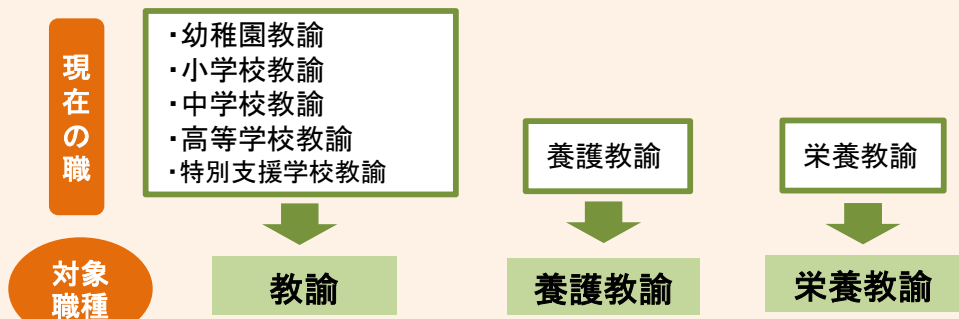 現在の職
・幼稚園教諭
・小学校教諭
・中学校教諭
・高等学校教諭
・特別支援学校教諭
養護教諭
栄養教諭
対象
職種
教諭
養護教諭
栄養教諭